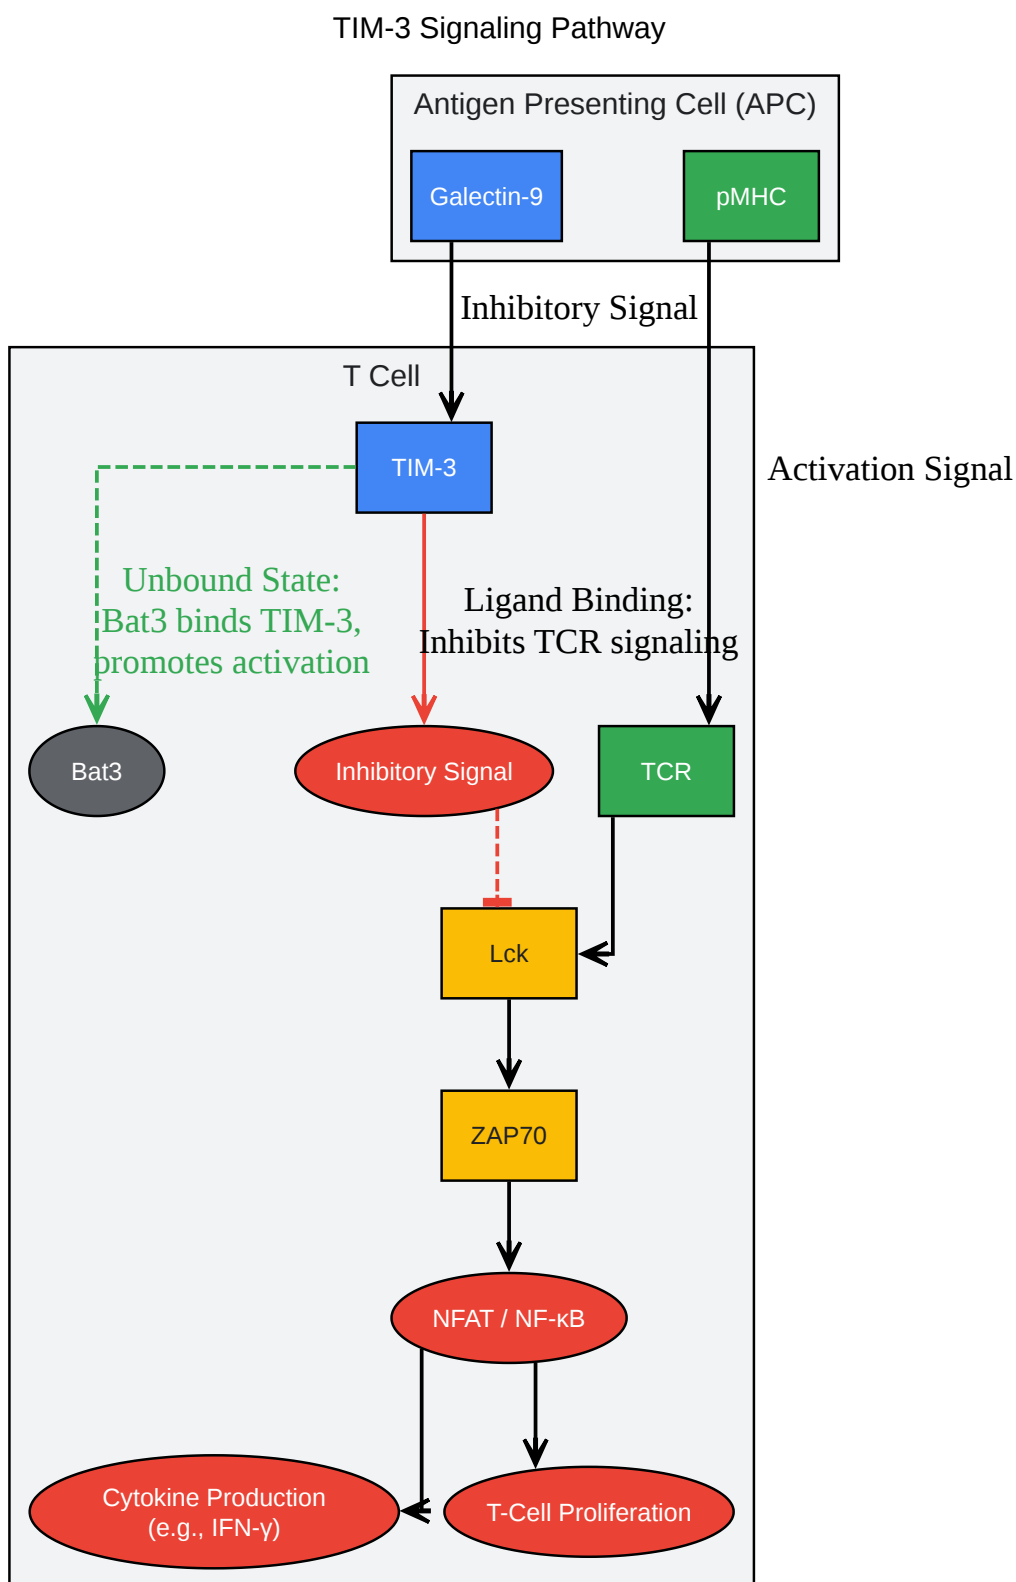 TIM-3 Signaling Pathway
Antigen Presenting Cell (APC)
Galectin-9
pMHC
Inhibitory Signal
T Cell
TIM-3
Activation Signal
Unbound State:
Bat3 binds TIM-3,
promotes activation
Ligand Binding:
Inhibits TCR signaling
Bat3
Inhibitory Signal
TCR
Lck
ZAP70
NFAT / NF-κB
Cytokine Production
(e.g., IFN-γ)
T-Cell Proliferation